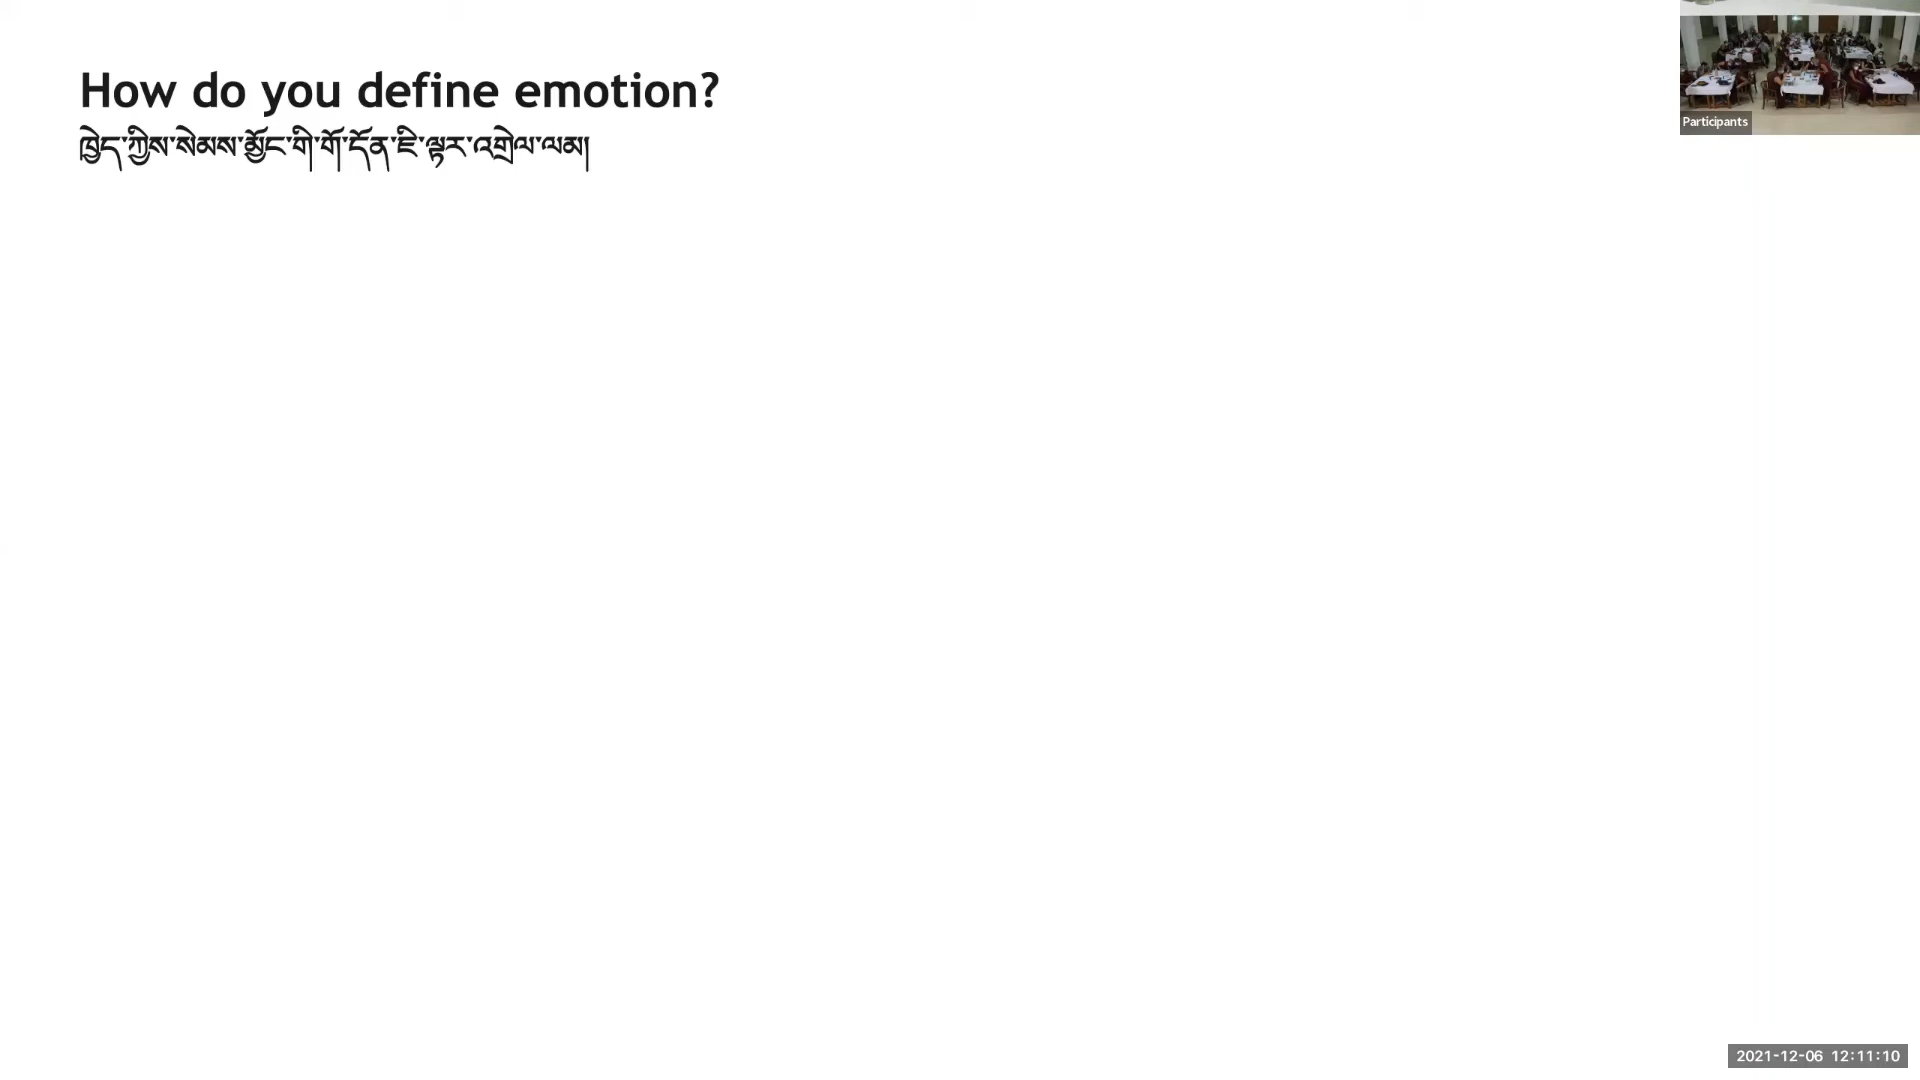 How do you define emotion?
ཁྱེད་ཀྱིས་སེམས་མྱོང་གི་གོ་དོན་ཇི་ལྟར་འགྲེལ་ལམ།
Participants
2021-12-06 12:11:10